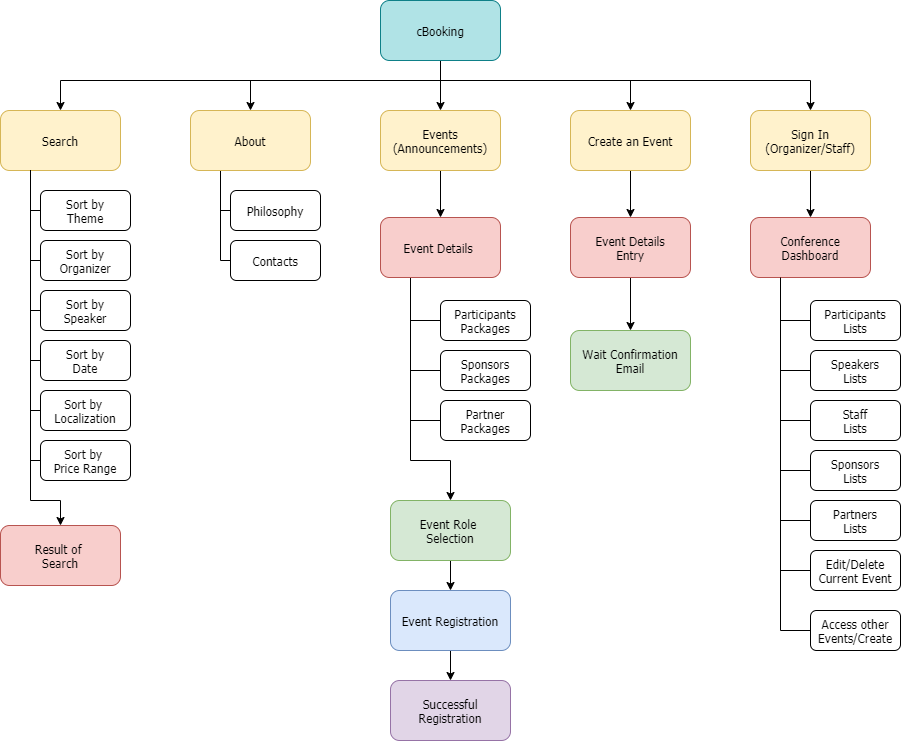 cBooking
Search
About
Events
(Announcements)
Create an Event
Sign In
(Organizer/Staff)
Sort by
Theme
Sort by
Organizer
Sort by
Speaker
Sort by
Date
Sort by
Localization
Sort by
Price Range
Result of
Search
Philosophy
Contacts
Event Details
Participants
Packages
Sponsors
Packages
Partner
Packages
Event Role
Selection
Event Registration
Successful
Registration
Event Details
Entry
Wait Confirmation
Email
Conference
Dashboard
Participants
Lists
Speakers
Lists
Staff
Lists
Sponsors
Lists
Partners
Lists
Edit/Delete
Current Event
Access other
Events/Create